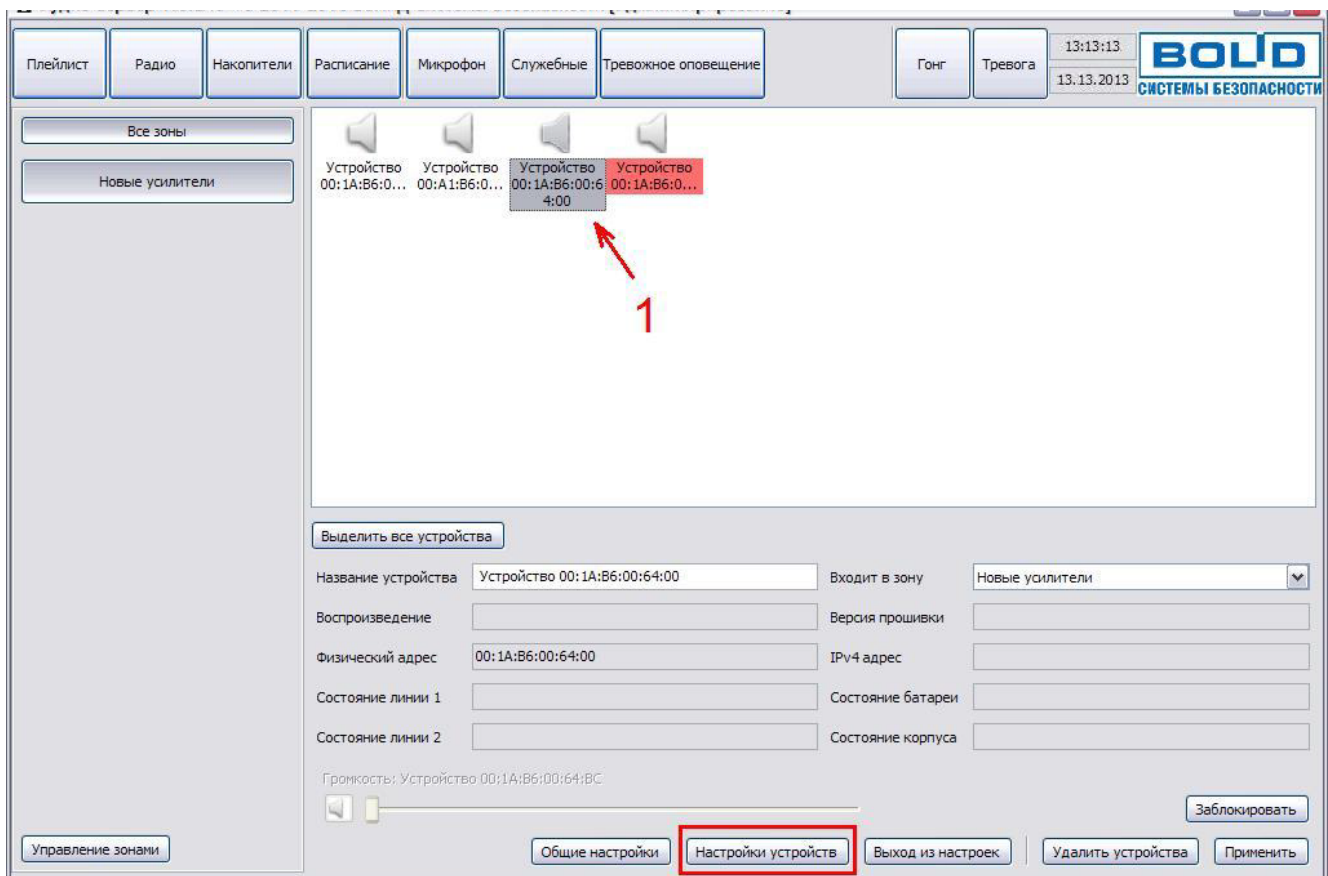 Плейлист
Радио
Накопители
Расписание
Микрофон
Служебные
Тревожное оповещение
Гонг
Тревога
13:13:13
13.13.2013
BOLID
СИСТЕМЫ БЕЗОПАСНОСТИ
Все зоны
Новые усилители
Устройство
00:1A:B6:0...
Устройство
00:A1:B6:0...
Устройство
00:1A:B6:00:6
4:00
Устройство
00:1A:B6:0...
1
Выделить все устройства
Название устройства
Устройство 00:1A:B6:00:64:00
Входит в зону
Новые усилители
Воспроизведение
Версия прошивки
Физический адрес
00:1A:B6:00:64:00
IPv4 адрес
Состояние линии 1
Состояние батареи
Состояние линии 2
Состояние корпуса
Громкость: Устройство 00:1A:B6:00:64:BC
Заблокировать
Управление зонами
Общие настройки
Настройки устройств
Выход из настроек
Удалить устройства
Применить